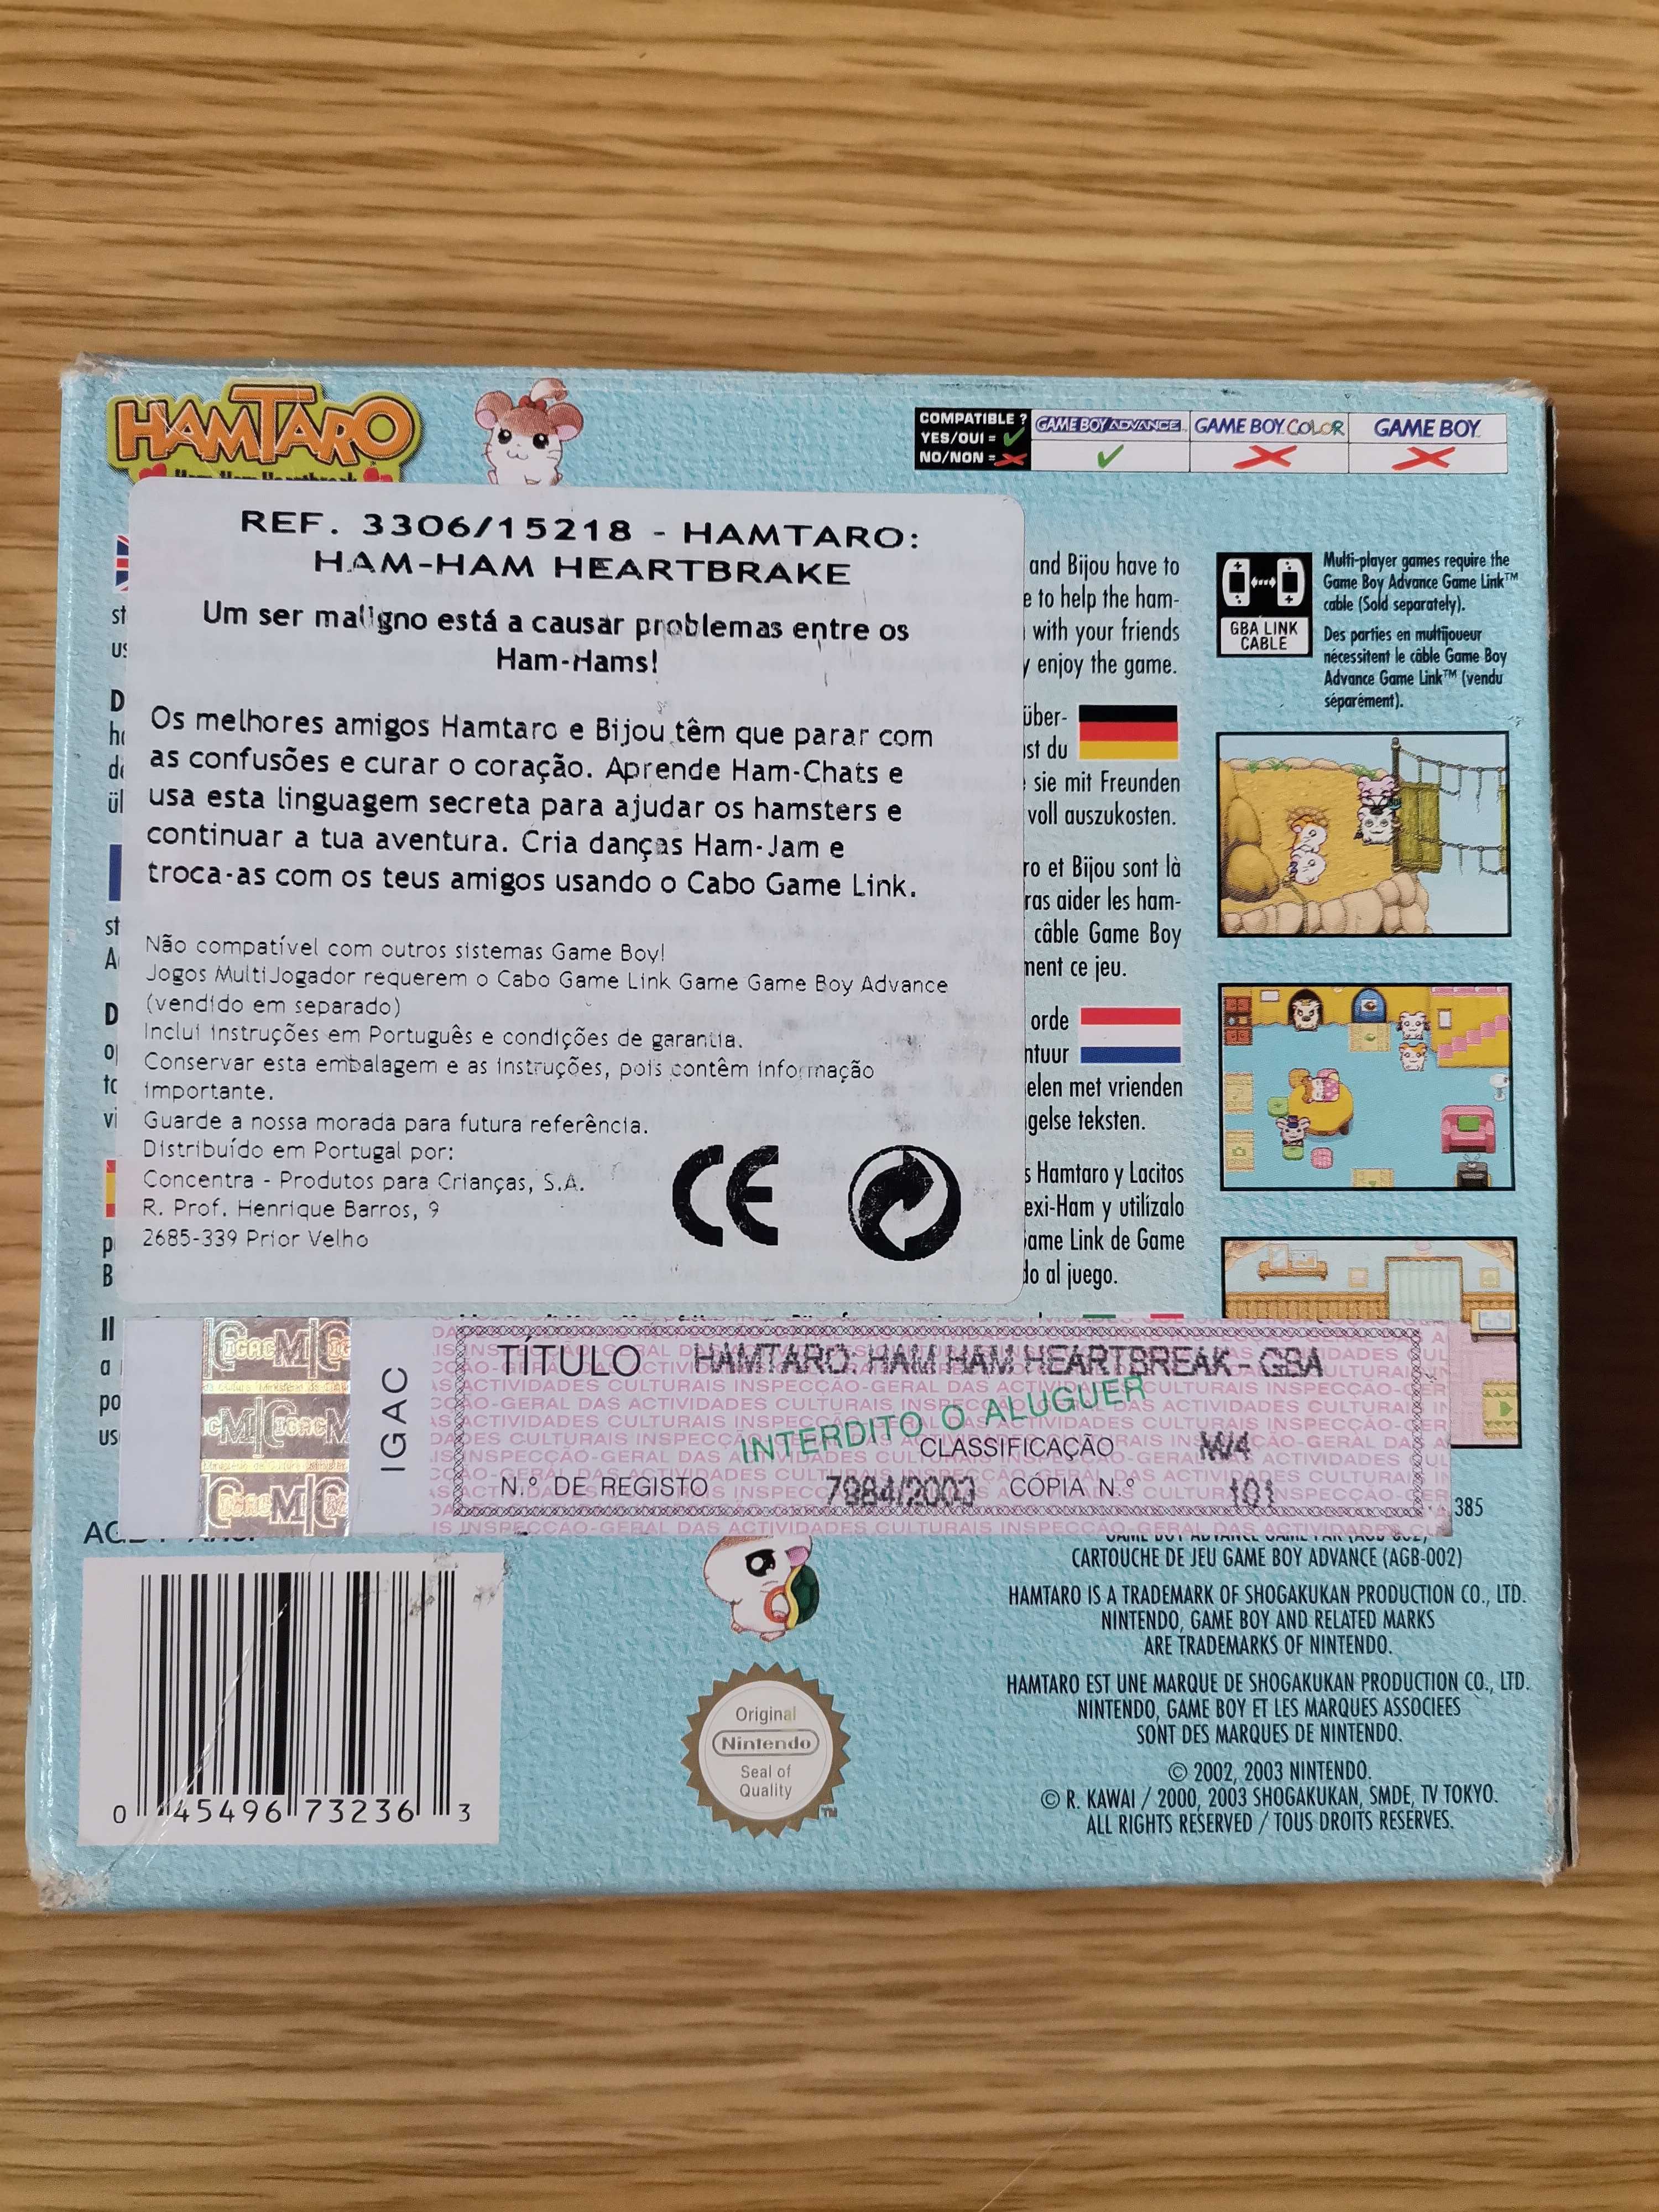 HAMTARO
COMPATIBLE ?
YES/OUI =
NO/NON =
GAME BOY ADVANCE
GAME BOY COLOR
GAME BOY
REF. 3306/15218 - HAMTARO:
HAM-HAM HEARTBRAKE
Um ser maligno está a causar problemas entre os
Ham-Hams!
Os melhores amigos Hamtaro e Bijou têm que parar com
as confusões e curar o coração. Aprende Ham-Chats e
usa esta linguagem secreta para ajudar os hamsters e
continuar a tua aventura. Cria danças Ham-Jam e
troca-as com os teus amigos usando o Cabo Game Link.
Não compatível com outros sistemas Game Boy!
Jogos MultiJogador requerem o Cabo Game Link Game Game Boy Advance
(vendido em separado)
Inclui instruções em Português e condições de garantia.
Conservar esta embalagem e as instruções, pois contêm informação
importante.
Guarde a nossa morada para futura referência.
Distribuído em Portugal por:
Concentra - Produtos para Crianças, S.A.
R. Prof. Henrique Barros, 9
2685-339 Prior Velho
CE
and Bijou have to
e to help the ham-
with your friends
y enjoy the game.
über-
st du
sie mit Freunden
voll auszukosten.
ro et Bijou sont là
ras aider les ham-
câble Game Boy
ment ce jeu.
orde
ntuur
elen met vrienden
gelse teksten.
s Hamtaro y Lacitos
exi-Ham y utilízalo
ame Link de Game
do al juego.
GBA LINK
CABLE
Multi-player games require the
Game Boy Advance Game Link™
cable (Sold separately).
Des parties en multijoueur
nécessitent le câble Game Boy
Advance Game Link™ (vendu
séparément).
IGAC
TÍTULO HAMTARO: HAM HAM HEARTBREAK - GBA
INTERDITO O ALUGUER
CLASSIFICAÇÃO M/4
N.º DE REGISTO 7984/2003 CÓPIA N.º 101
385
CARTOUCHE DE JEU GAME BOY ADVANCE (AGB-002)
HAMTARO IS A TRADEMARK OF SHOGAKUKAN PRODUCTION CO., LTD.
NINTENDO, GAME BOY AND RELATED MARKS
ARE TRADEMARKS OF NINTENDO.
HAMTARO EST UNE MARQUE DE SHOGAKUKAN PRODUCTION CO., LTD.
NINTENDO, GAME BOY ET LES MARQUES ASSOCIEES
SONT DES MARQUES DE NINTENDO.
© 2002, 2003 NINTENDO.
© R. KAWAI / 2000, 2003 SHOGAKUKAN, SMDE, TV TOKYO.
ALL RIGHTS RESERVED / TOUS DROITS RESERVES.
0 45496 73236 3
Original
Nintendo
Seal of
Quality
TM